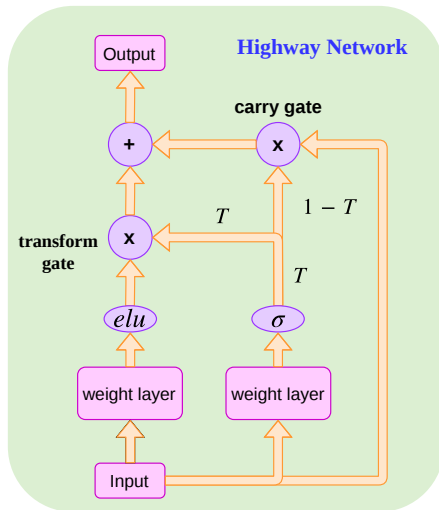 Output
Highway Network
carry gate
+
x
T
1 − T
transform
gate
x
T
elu
σ
weight layer
weight layer
Input